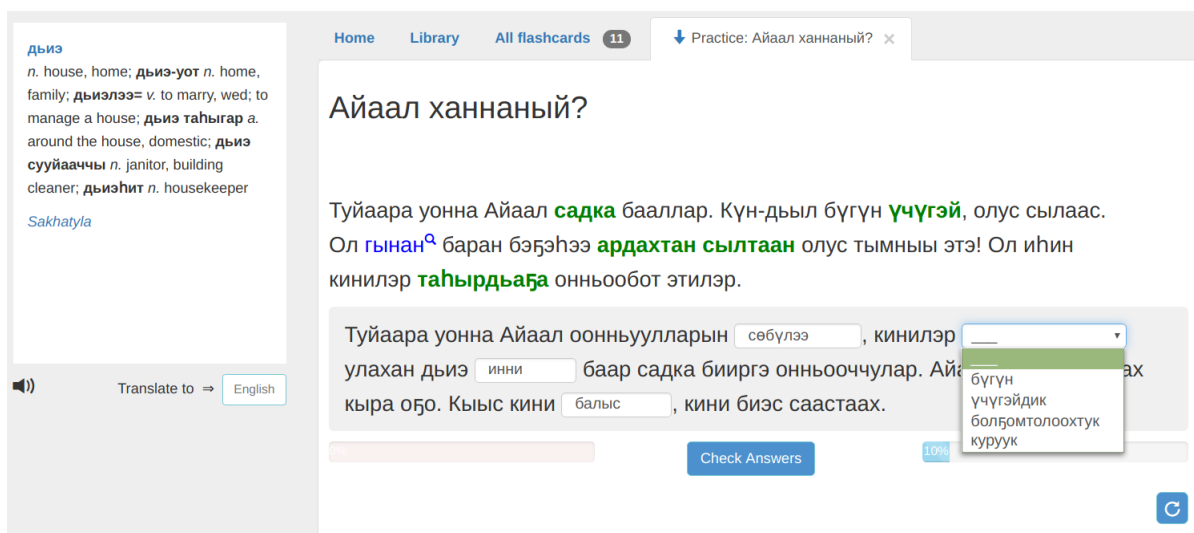 дьиэ
n. house, home; дьиэ-уот n. home,
family; дьиэлээ= v. to marry, wed; to
manage a house; дьиэ таһыгар a.
around the house, domestic; дьиэ
сууйааччы n. janitor, building
cleaner; дьиэһит n. housekeeper
Sakhatyla
Translate to ⇒ English
Home Library All flashcards 11 Practice: Айаал ханнаный? ×
Айаал ханнаный?
Туйаара уонна Айаал садка бааллар. Күн-дьыл бүгүн үчүгэй, олус сылаас.
Ол гынан баран бэҕэһээ ардахтан сылтаан олус тымныы этэ! Ол иһин
кинилэр таһырдьаҕа онньообот этилэр.
Туйаара уонна Айаал оонньуулларын сөбүлээ , кинилэр ___
улахан дьиэ инни баар садка бииргэ онньооччулар. Айа ах
кыра оҕо. Кыыс кини балыс , кини биэс саастаах.
___
бүгүн
үчүгэйдик
болҕомтолоохтук
куруук
Check Answers 10%